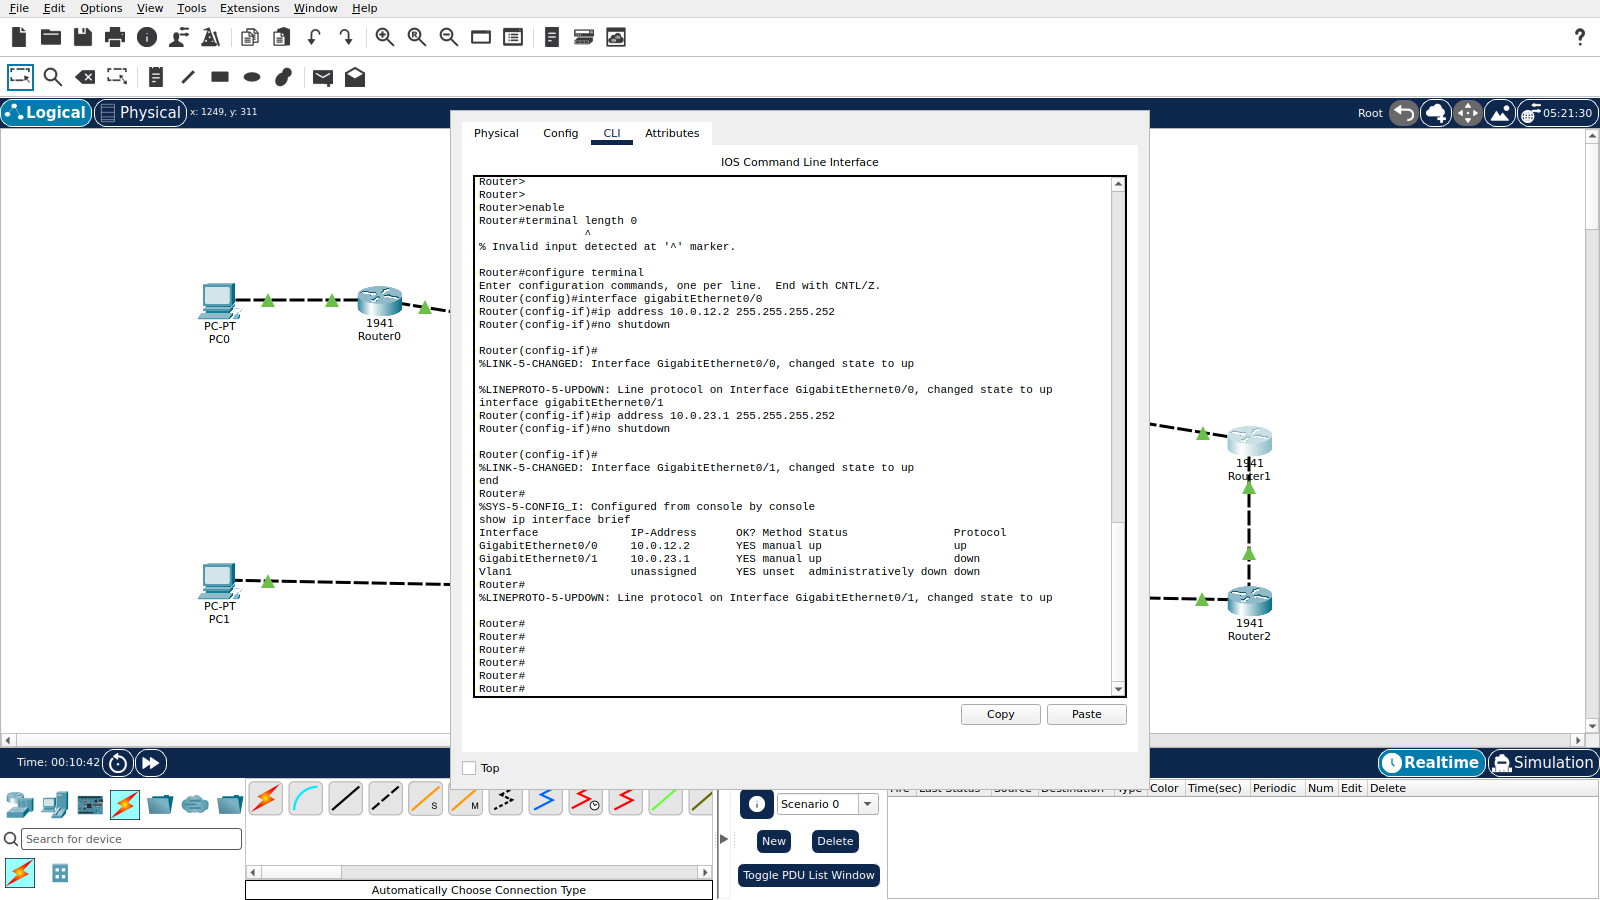 File Edit Options View Tools Extensions Window Help
Logical Physical x: 1249, y: 311 Root 05:21:30
Physical Config CLI Attributes
IOS Command Line Interface
Router>
Router>
Router>enable
Router#terminal length 0
^
% Invalid input detected at '^' marker.
Router#configure terminal
Enter configuration commands, one per line. End with CNTL/Z.
Router(config)#interface gigabitEthernet0/0
Router(config-if)#ip address 10.0.12.2 255.255.255.252
Router(config-if)#no shutdown
Router(config-if)#
%LINK-5-CHANGED: Interface GigabitEthernet0/0, changed state to up
%LINEPROTO-5-UPDOWN: Line protocol on Interface GigabitEthernet0/0, changed state to up
interface gigabitEthernet0/1
Router(config-if)#ip address 10.0.23.1 255.255.255.252
Router(config-if)#no shutdown
Router(config-if)#
%LINK-5-CHANGED: Interface GigabitEthernet0/1, changed state to up
end
Router#
%SYS-5-CONFIG_I: Configured from console by console
show ip interface brief
Interface IP-Address OK? Method Status Protocol
GigabitEthernet0/0 10.0.12.2 YES manual up up
GigabitEthernet0/1 10.0.23.1 YES manual up down
Vlan1 unassigned YES unset administratively down down
Router#
%LINEPROTO-5-UPDOWN: Line protocol on Interface GigabitEthernet0/1, changed state to up
Router#
Router#
Router#
Router#
Router#
Router#
Copy Paste
Top
PC-PT
PC0
1941
Router0
PC-PT
PC1
1941
Router1
1941
Router2
Time: 00:10:42
Realtime Simulation
Search for device
S M
Automatically Choose Connection Type
Scenario 0
New Delete
Toggle PDU List Window
Fire Last Status Source Destination Type Color Time(sec) Periodic Num Edit Delete